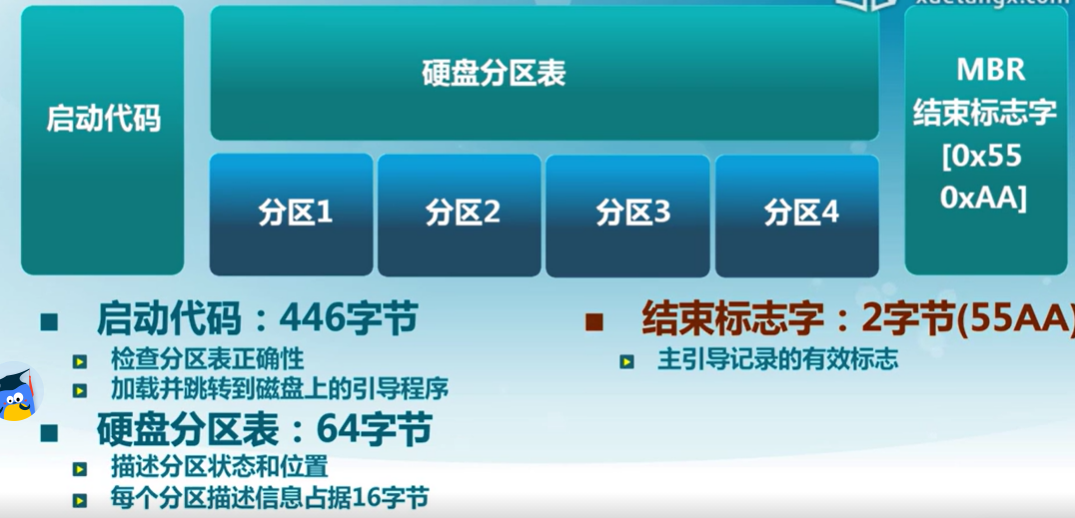 xuetangx.com
启动代码
硬盘分区表
MBR
结束标志字
[0x55
0xAA]
分区1
分区2
分区3
分区4
■ 启动代码：446字节
检查分区表正确性
加载并跳转到磁盘上的引导程序
■ 硬盘分区表：64字节
描述分区状态和位置
每个分区描述信息占据16字节
■ 结束标志字：2字节(55AA)
主引导记录的有效标志